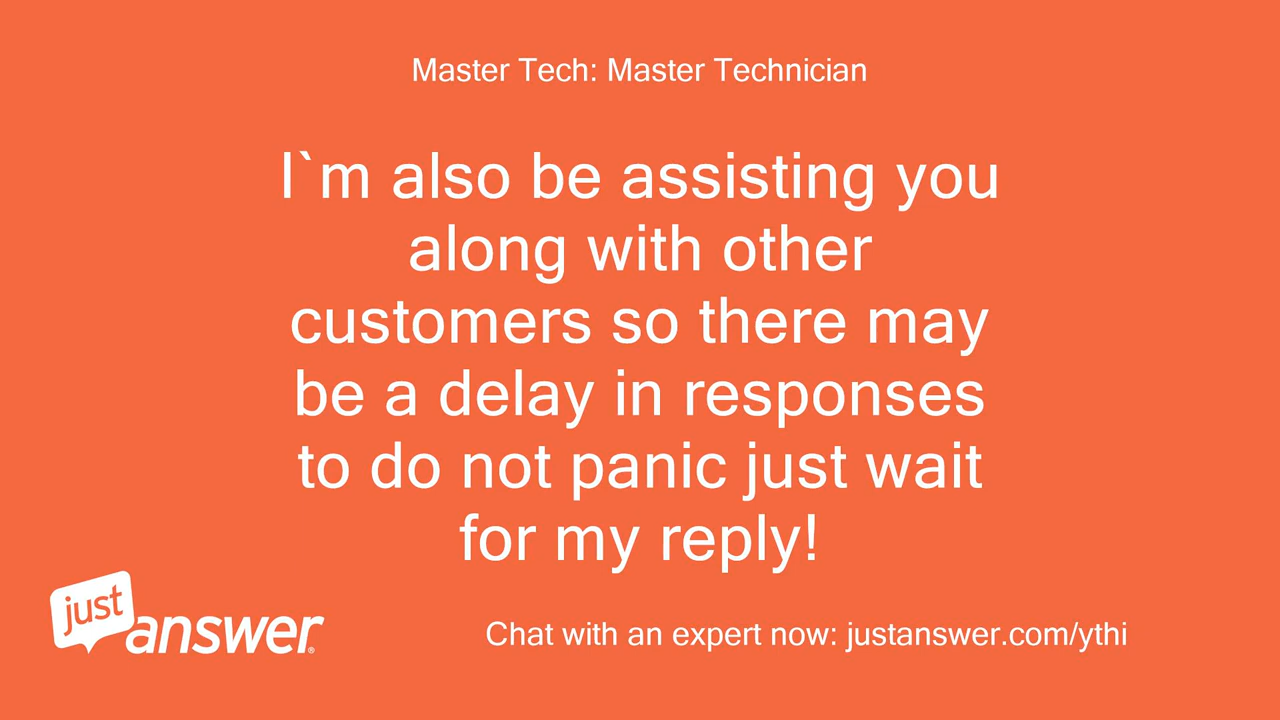 Master Tech: Master Technician
I`m also be assisting you
along with other
customers so there may
be a delay in responses
to do not panic just wait
for my reply!
just
answer®
Chat with an expert now: justanswer.com/ythi